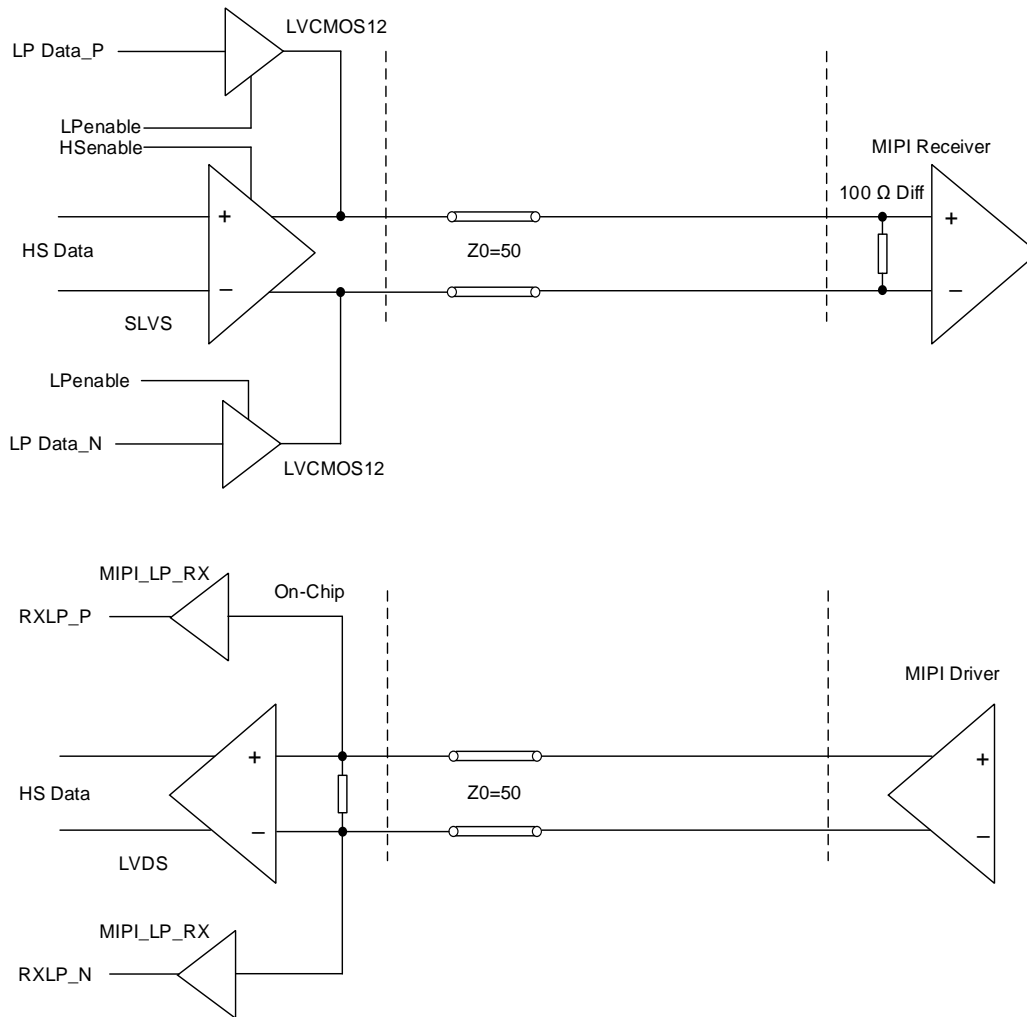 LVCMOS12
LP Data_P
LPenable
HSenable
MIPI Receiver
100 Ω Diff
+
+
HS Data
Z0=50
−
−
SLVS
LPenable
LP Data_N
LVCMOS12
MIPI_LP_RX
On-Chip
RXLP_P
MIPI Driver
+
+
HS Data
Z0=50
−
−
LVDS
MIPI_LP_RX
RXLP_N